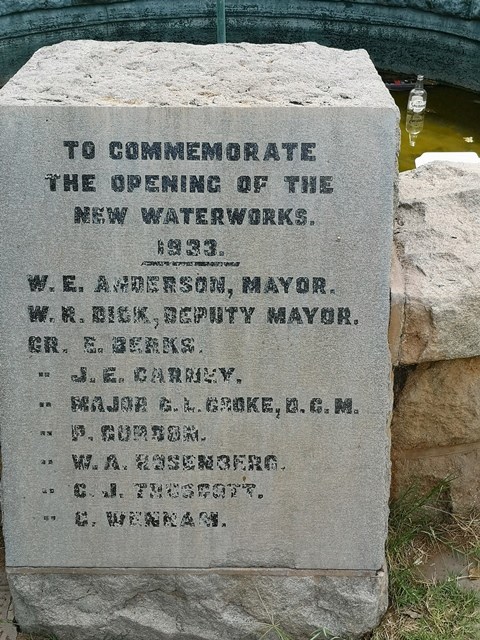 TO COMMEMORATE
THE OPENING OF THE
NEW WATERWORKS.
1933.
W. E. ANDERSON, MAYOR.
W. R. DICK, DEPUTY MAYOR.
CR. E. BERKS.
" J. E. CARNEY.
" MAJOR C. L. COOKE, D.C.M.
" P. GORDON.
" W. A. ROSENBERG.
" C. J. TRUSCOTT.
" C. WENHAM.